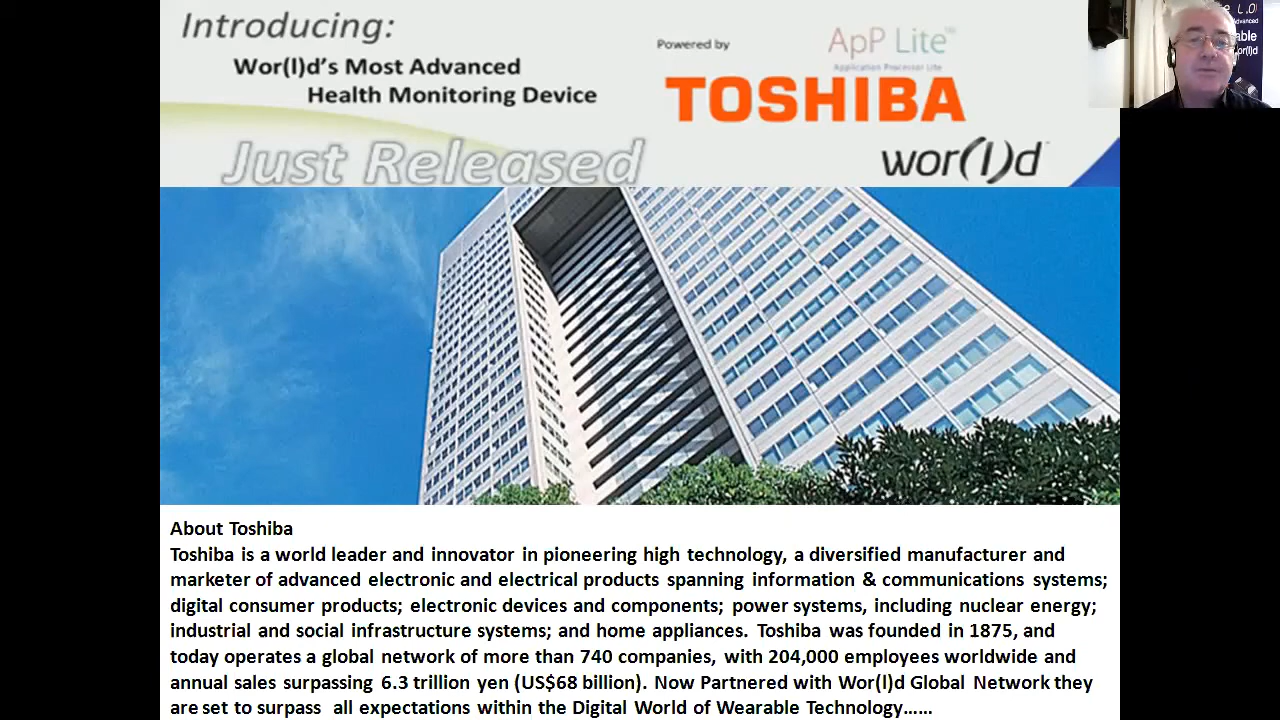 Introducing:
Wor(l)d's Most Advanced
Health Monitoring Device
Just Released
Powered by
ApP Lite™
Application Processor Lite
TOSHIBA
wor(l)d
About Toshiba
Toshiba is a world leader and innovator in pioneering high technology, a diversified manufacturer and
marketer of advanced electronic and electrical products spanning information & communications systems;
digital consumer products; electronic devices and components; power systems, including nuclear energy;
industrial and social infrastructure systems; and home appliances. Toshiba was founded in 1875, and
today operates a global network of more than 740 companies, with 204,000 employees worldwide and
annual sales surpassing 6.3 trillion yen (US$68 billion). Now Partnered with Wor(l)d Global Network they
are set to surpass all expectations within the Digital World of Wearable Technology......